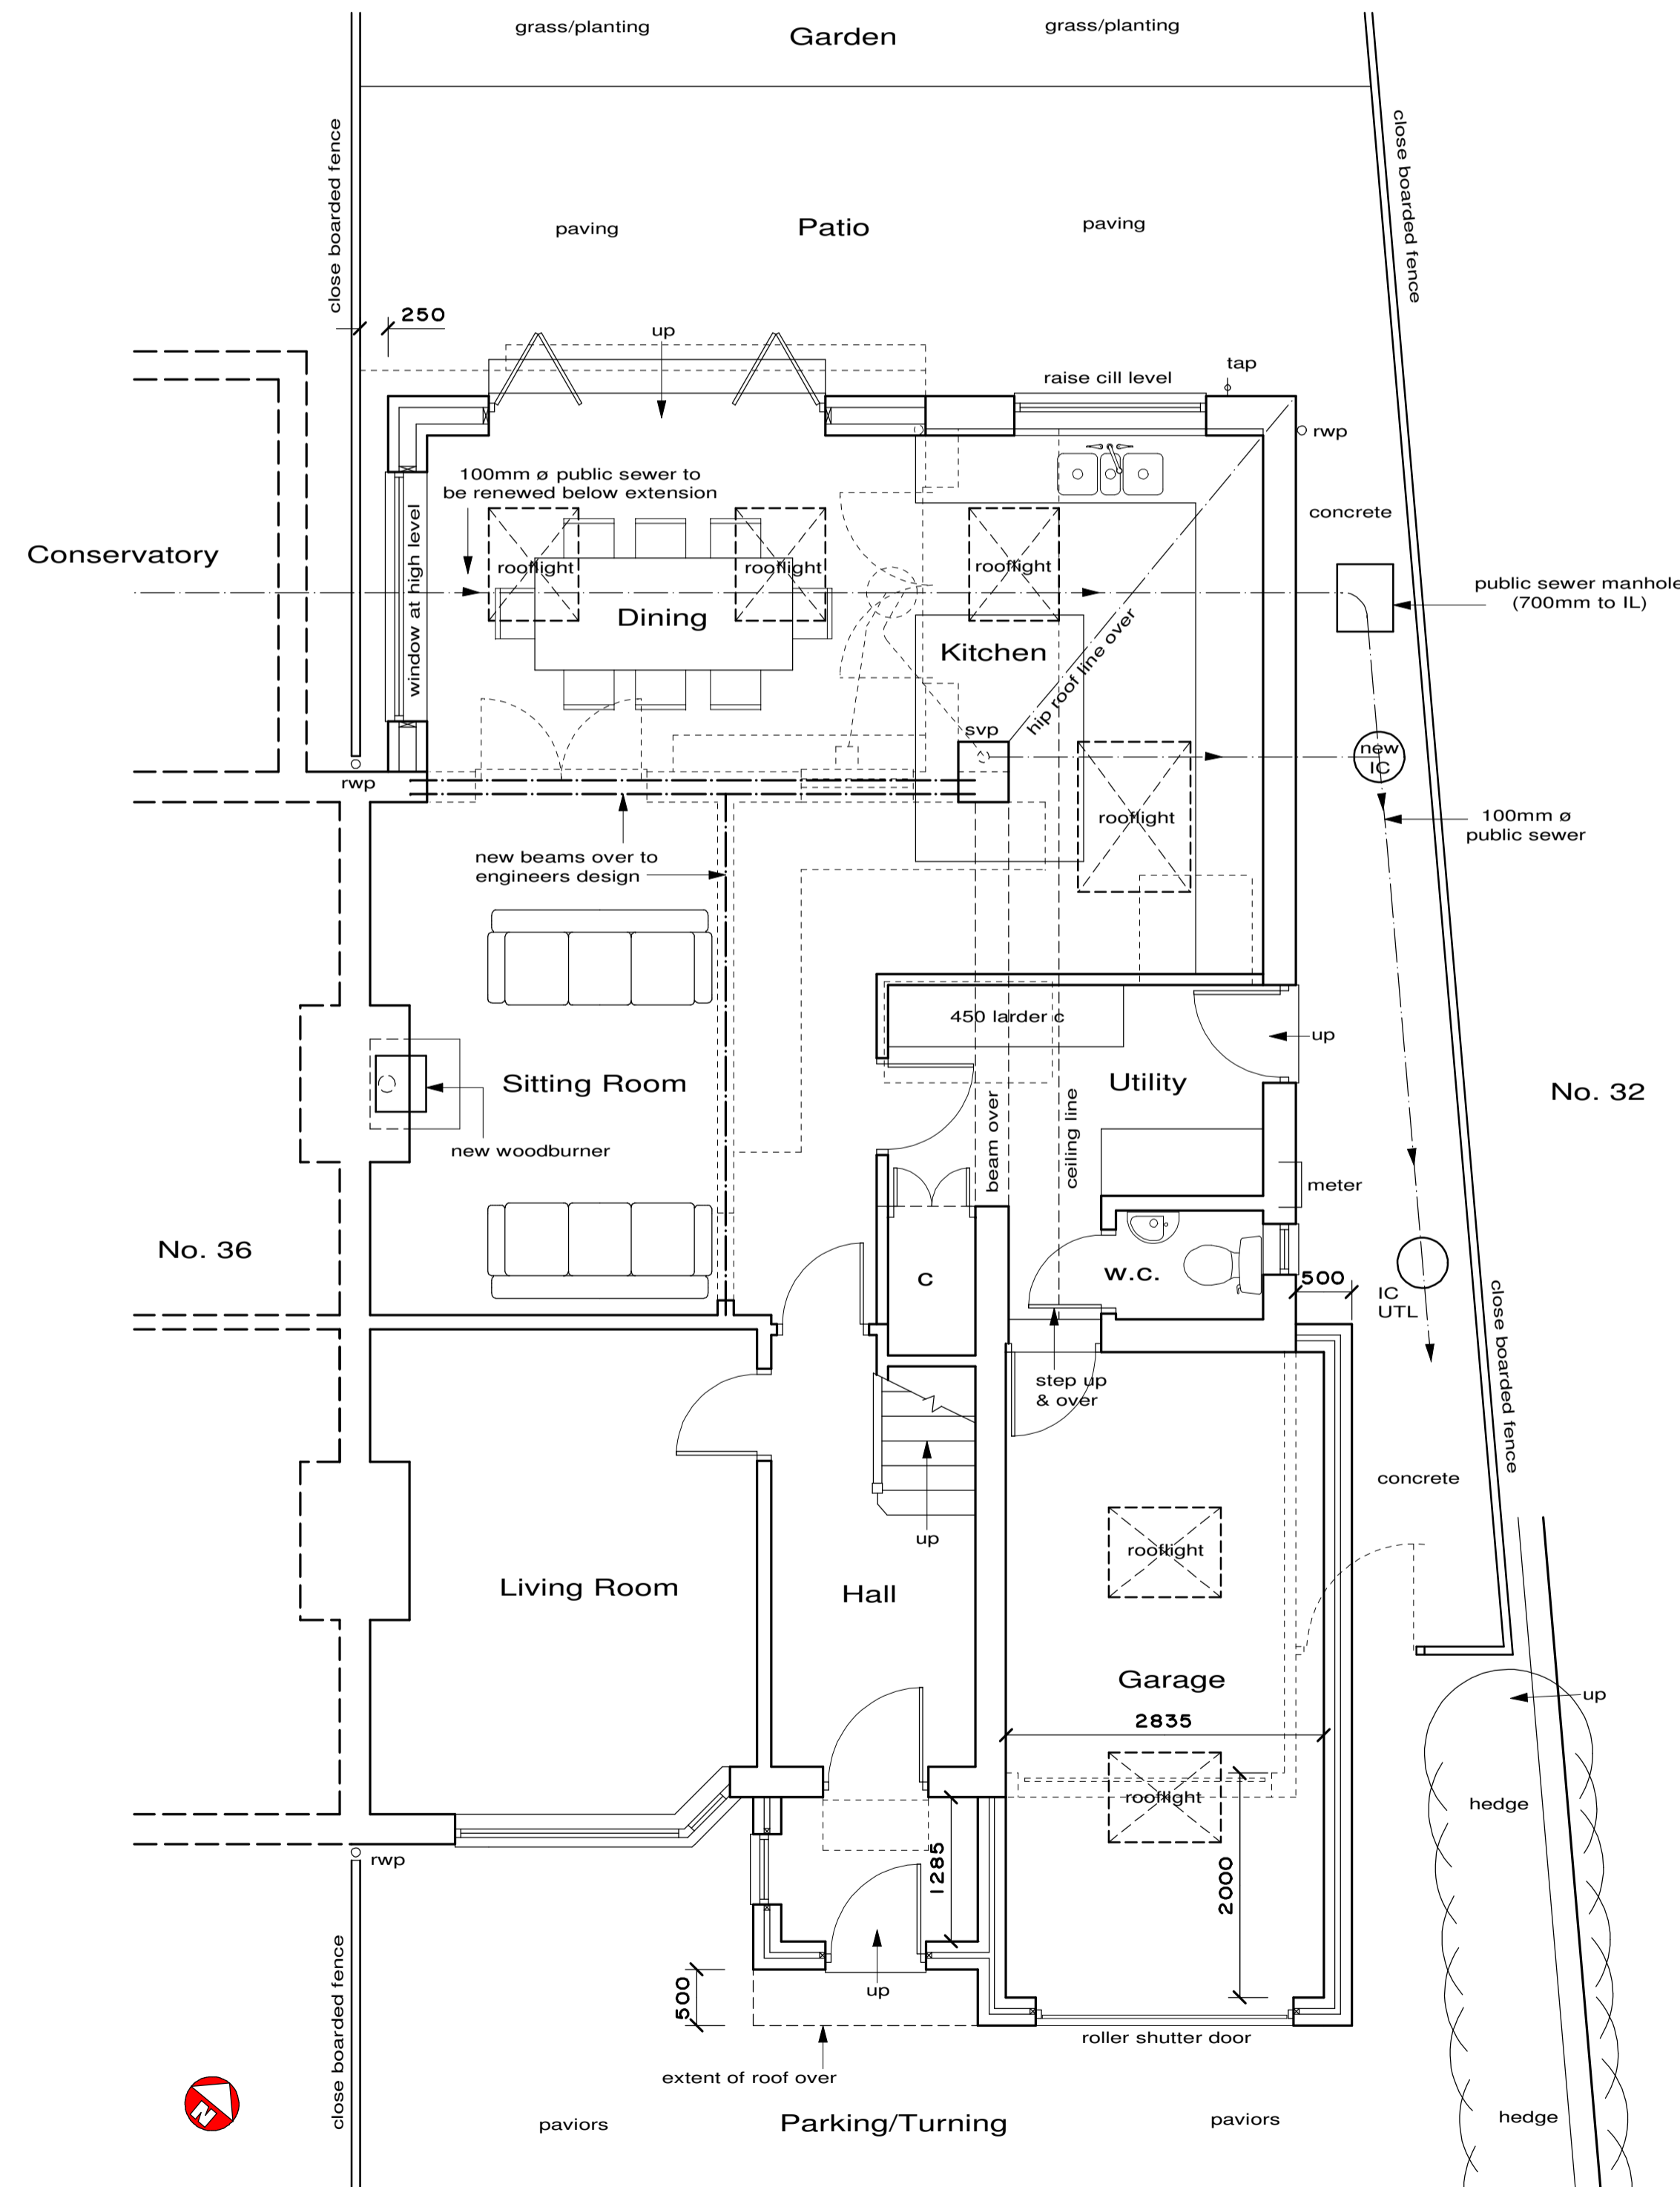 grass/planting
Garden
grass/planting
close boarded fence
close boarded fence
paving
Patio
paving
250
up
tap
raise cill level
rwp
100mm ø public sewer to
be renewed below extension
window at high level
concrete
Conservatory
rooflight
rooflight
rooflight
public sewer manhole
(700mm to IL)
Dining
Kitchen
hip roof line over
svp
new
IC
rwp
rooflight
100mm ø
public sewer
new beams over to
engineers design
450 larder c
up
Sitting Room
Utility
No. 32
beam over
ceiling line
new woodburner
meter
No. 36
C
W.C.
500
IC
UTL
close boarded fence
step up
& over
concrete
up
rooflight
Living Room
Hall
Garage
up
2835
rooflight
hedge
rwp
1285
2000
close boarded fence
500
up
roller shutter door
extent of roof over
N
paviors
Parking/Turning
paviors
hedge